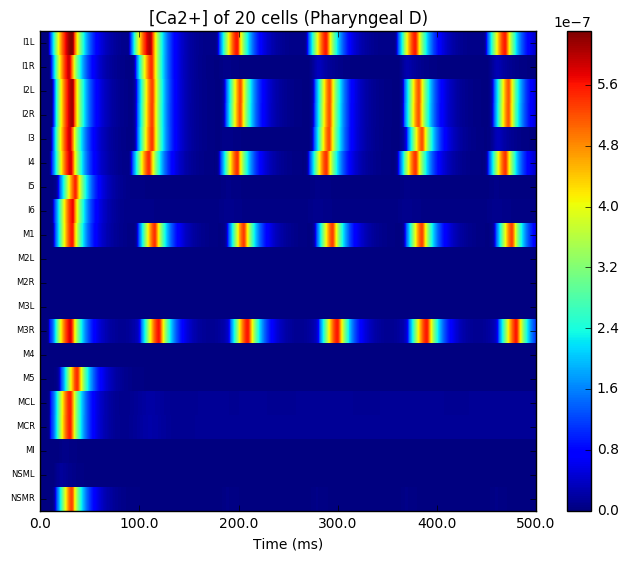 [Ca2+] of 20 cells (Pharyngeal D)
1e−7
I1L
I1R
I2L
I2R
I3
I4
I5
I6
M1
M2L
M2R
M3L
M3R
M4
M5
MCL
MCR
MI
NSML
NSMR
0.0 100.0 200.0 300.0 400.0 500.0
Time (ms)
5.6
4.8
4.0
3.2
2.4
1.6
0.8
0.0